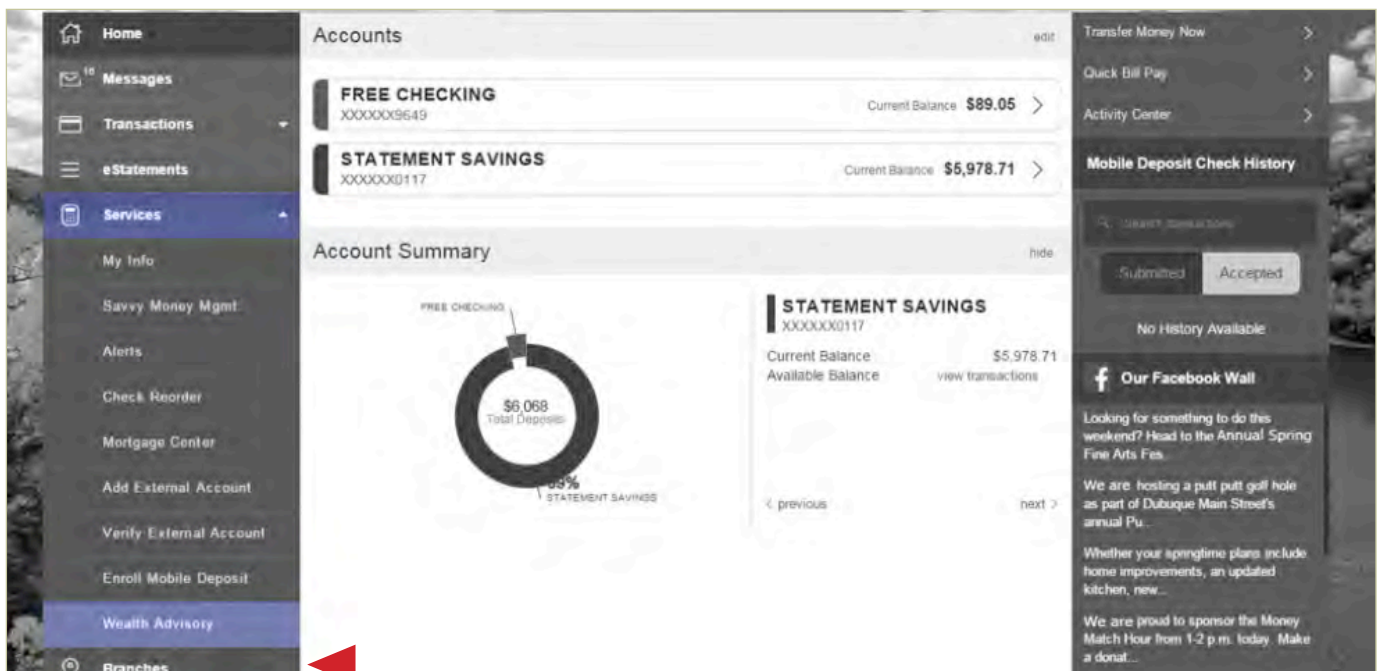 Home
16
Messages
Transactions
eStatements
Services
My Info
Savvy Money Mgmt
Alerts
Check Reorder
Mortgage Center
Add External Account
Verify External Account
Enroll Mobile Deposit
Wealth Advisory
Branches
Accounts
edit
FREE CHECKING
XXXXXX9649
Current Balance $89.05 >
STATEMENT SAVINGS
XXXXXX0117
Current Balance $5,978.71 >
Account Summary
hide
FREE CHECKING
$6,068
Total Deposits
STATEMENT SAVINGS
STATEMENT SAVINGS
XXXXXX0117
Current Balance $5,978.71
Available Balance view transactions
< previous
next >
Transfer Money Now >
Quick Bill Pay >
Activity Center >
Mobile Deposit Check History
Search transactions
Submitted
Accepted
No History Available
Our Facebook Wall
Looking for something to do this
weekend? Head to the Annual Spring
Fine Arts Fes
We are hosting a putt putt golf hole
as part of Dubuque Main Street's
annual Pu...
Whether your springtime plans include
home improvements, an updated
kitchen, new...
We are proud to sponsor the Money
Match Hour from 1-2 p.m. today. Make
a donat...